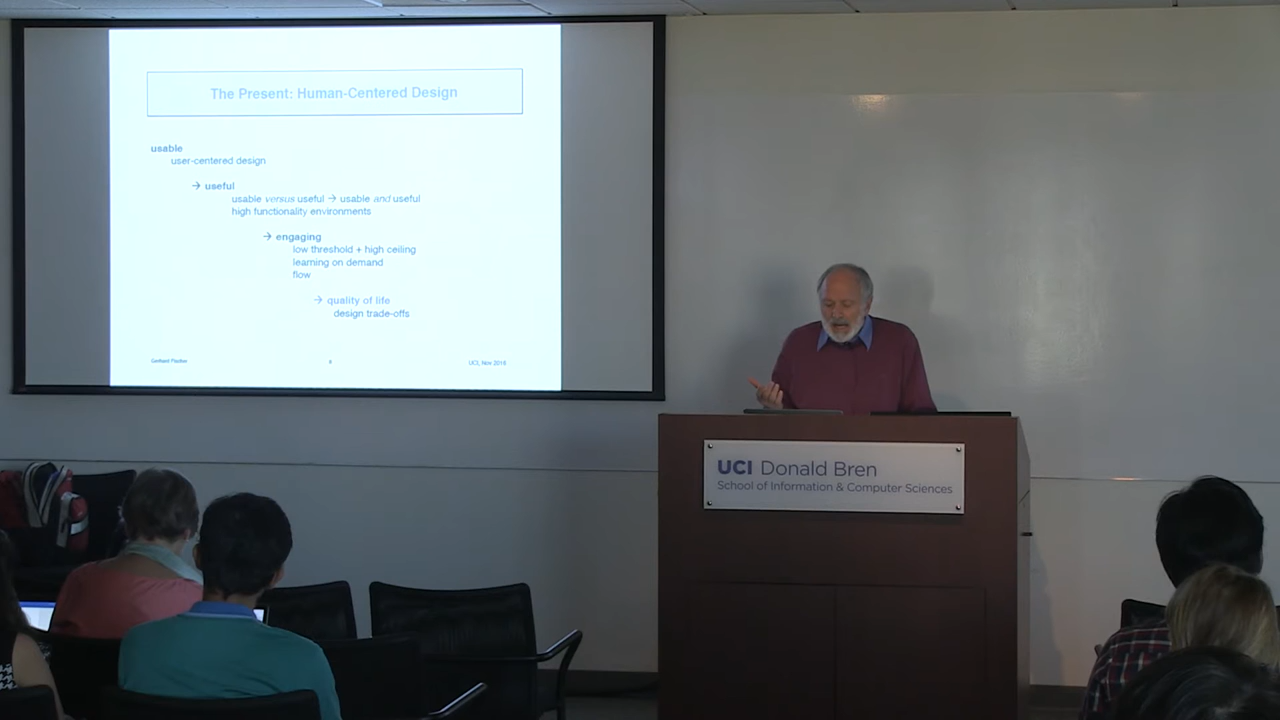 The Present: Human-Centered Design
usable
user-centered design
→ useful
usable versus useful → usable and useful
high functionality environments
→ engaging
low threshold + high ceiling
learning on demand
flow
→ quality of life
design trade-offs
Gerhard Fischer
UCI, Nov 2016
UCI Donald Bren
School of Information & Computer Sciences